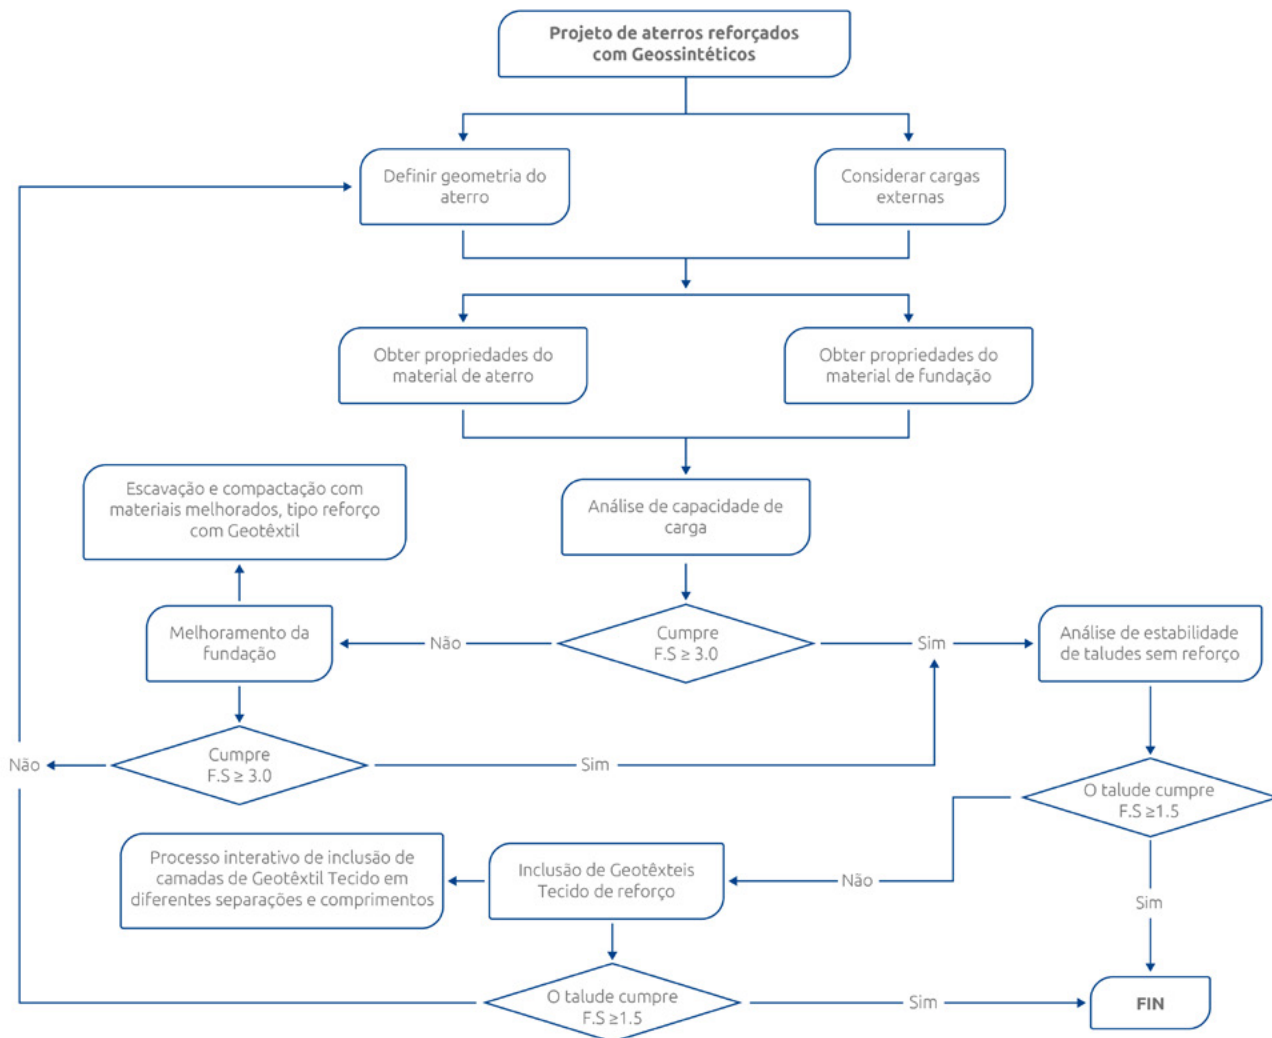 Projeto de aterros reforçados
com Geossintéticos
Definir geometria do
aterro
Considerar cargas
externas
Obter propriedades do
material de aterro
Obter propriedades do
material de fundação
Escavação e compactação com
materiais melhorados, tipo reforço
com Geotêxtil
Análise de capacidade de
carga
Melhoramento da
fundação
Não
Cumpre
F.S ≥ 3.0
Sim
Análise de estabilidade
de taludes sem reforço
Não
Cumpre
F.S ≥ 3.0
Sim
O talude cumpre
F.S ≥1.5
Processo interativo de inclusão de
camadas de Geotêxtil Tecido em
diferentes separações e comprimentos
Inclusão de Geotêxteis
Tecido de reforço
Não
Sim
O talude cumpre
F.S ≥1.5
Sim
FIN